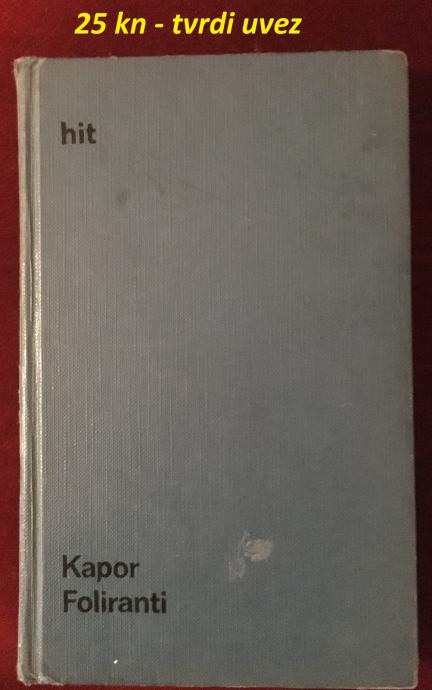 25 kn - tvrdi uvez
hit
Kapor
Foliranti